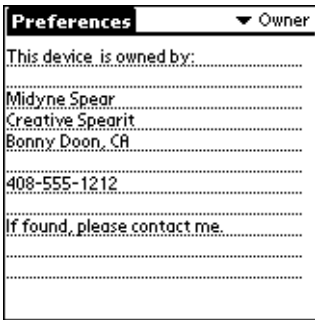 Preferences
Owner
This device is owned by:
Midyne Spear
Creative Spearit
Bonny Doon, CA
408-555-1212
If found, please contact me.